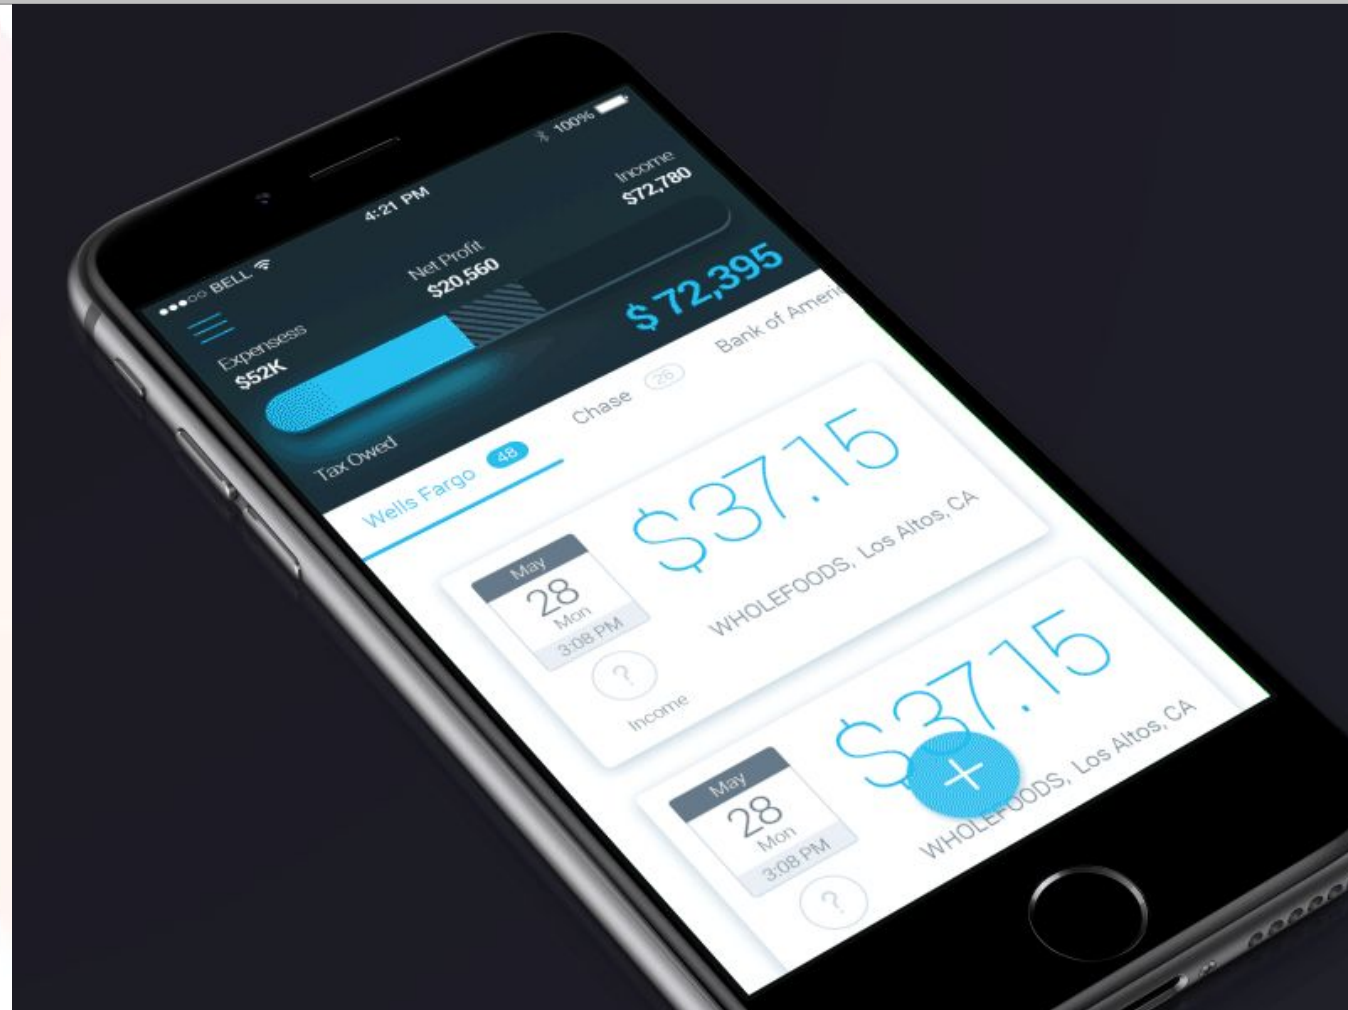 ●●●○○ BELL 4:21 PM 100%
Expensess Net Profit Income
$52K $20,560 $72,780
Tax Owed $72,395
Wells Fargo 48 Chase 26 Bank of Ameri
May
28
Mon
3:08 PM
?
Income
$37.15
WHOLEFOODS, Los Altos, CA
May
28
Mon
3:08 PM
?
$37.15
+
WHOLEFOODS, Los Altos, CA